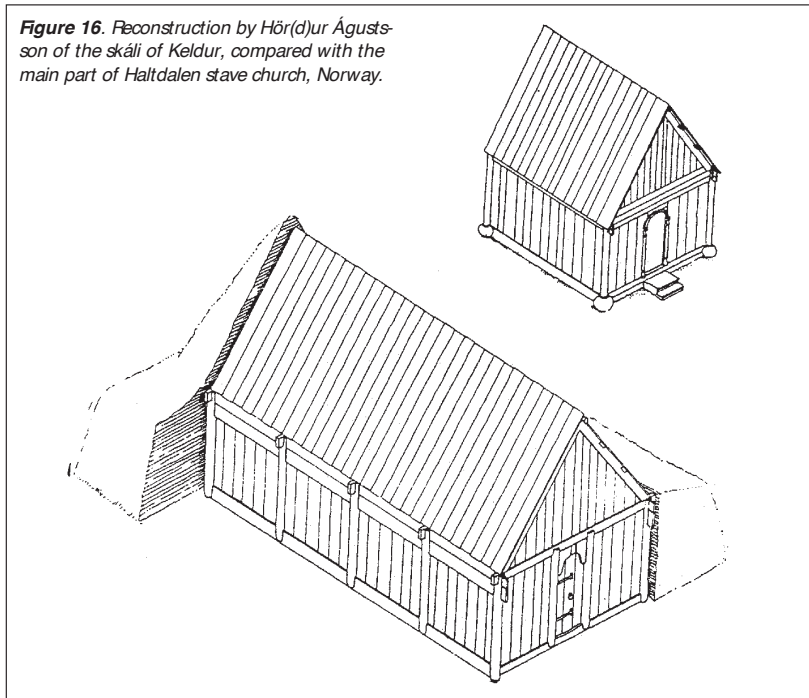 Figure 16. Reconstruction by Hör(d)ur Ágústs-
son of the skáli of Keldur, compared with the
main part of Haltdalen stave church, Norway.